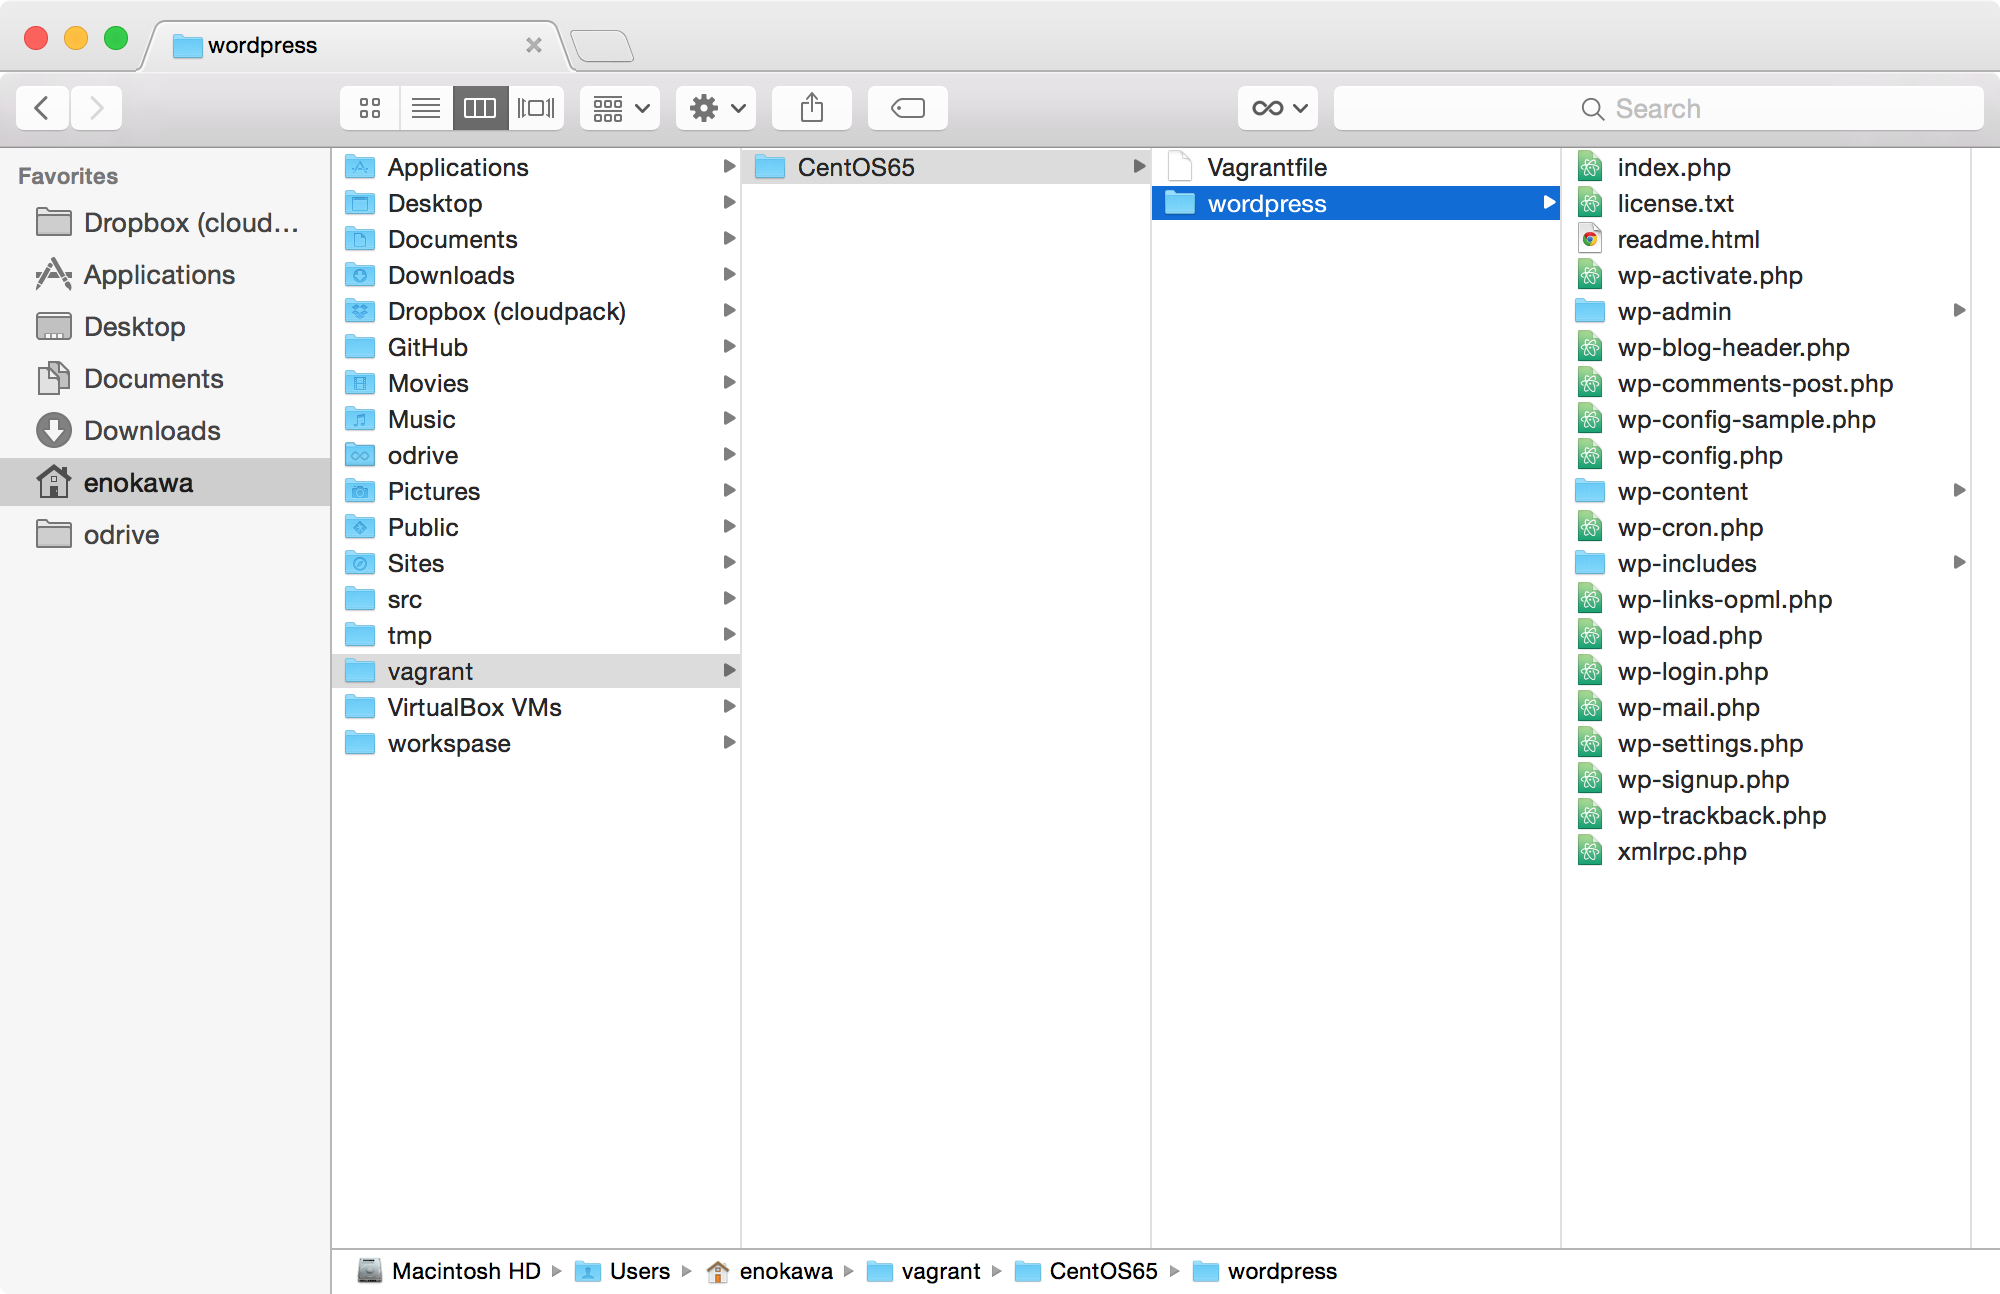 wordpress
Search
Favorites
Dropbox (cloud...
Applications
Desktop
Documents
Downloads
enokawa
odrive
Applications
Desktop
Documents
Downloads
Dropbox (cloudpack)
GitHub
Movies
Music
odrive
Pictures
Public
Sites
src
tmp
vagrant
VirtualBox VMs
workspase
CentOS65
Vagrantfile
wordpress
index.php
license.txt
readme.html
wp-activate.php
wp-admin
wp-blog-header.php
wp-comments-post.php
wp-config-sample.php
wp-config.php
wp-content
wp-cron.php
wp-includes
wp-links-opml.php
wp-load.php
wp-login.php
wp-mail.php
wp-settings.php
wp-signup.php
wp-trackback.php
xmlrpc.php
Macintosh HD Users enokawa vagrant CentOS65 wordpress